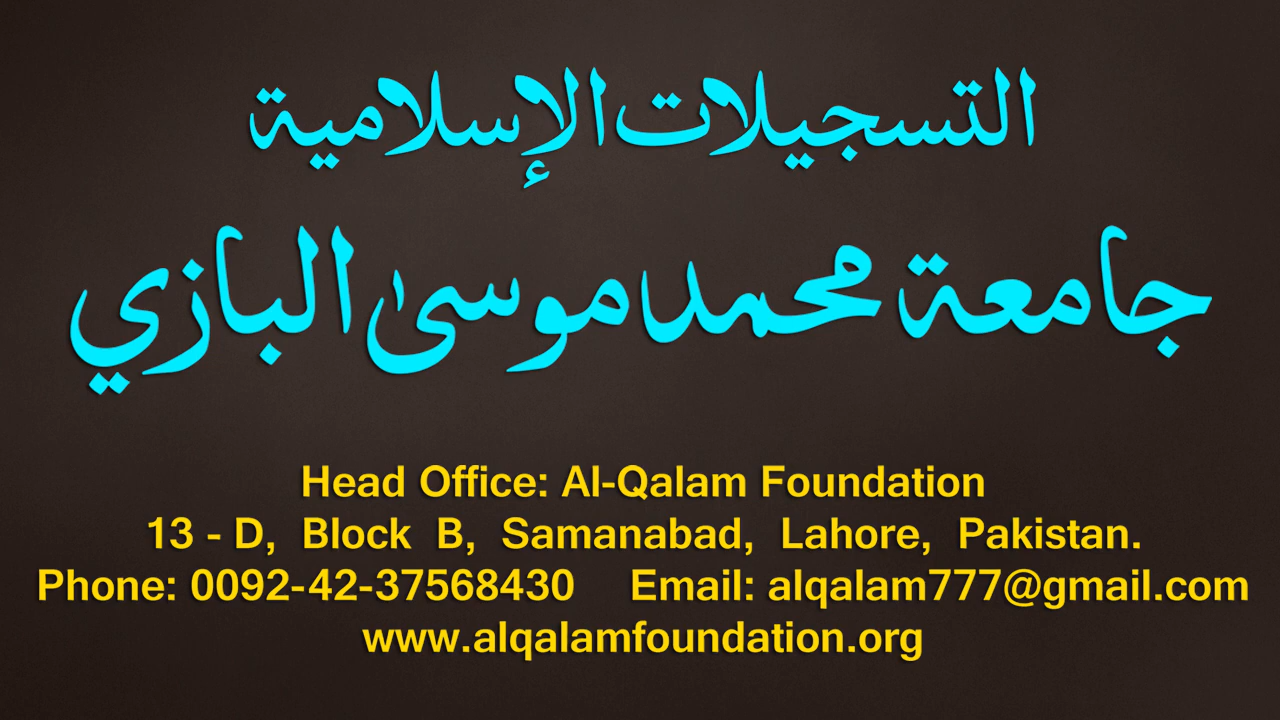 التسجيلات الإسلامية
جامعة محمد موسىٰ البازي
Head Office: Al-Qalam Foundation
13 - D, Block B, Samanabad, Lahore, Pakistan.
Phone: 0092-42-37568430 Email: alqalam777@gmail.com
www.alqalamfoundation.org